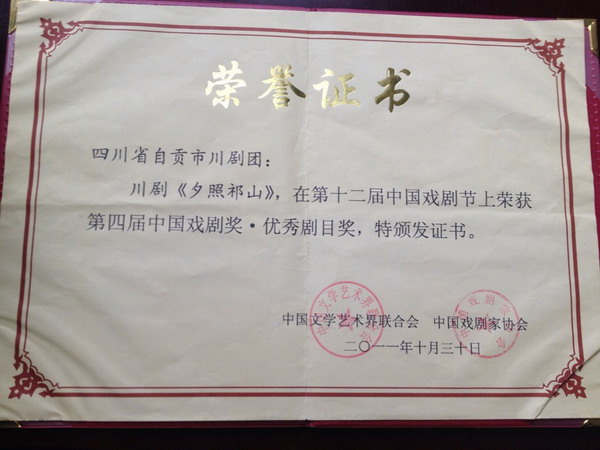 荣誉证书
四川省自贡市川剧团：
川剧《夕照祁山》，在第十二届中国戏剧节上荣获
第四届中国戏剧奖·优秀剧目奖，特颁发证书。
中国文学艺术界联合会 中国戏剧家协会
二〇一一年十月三十日